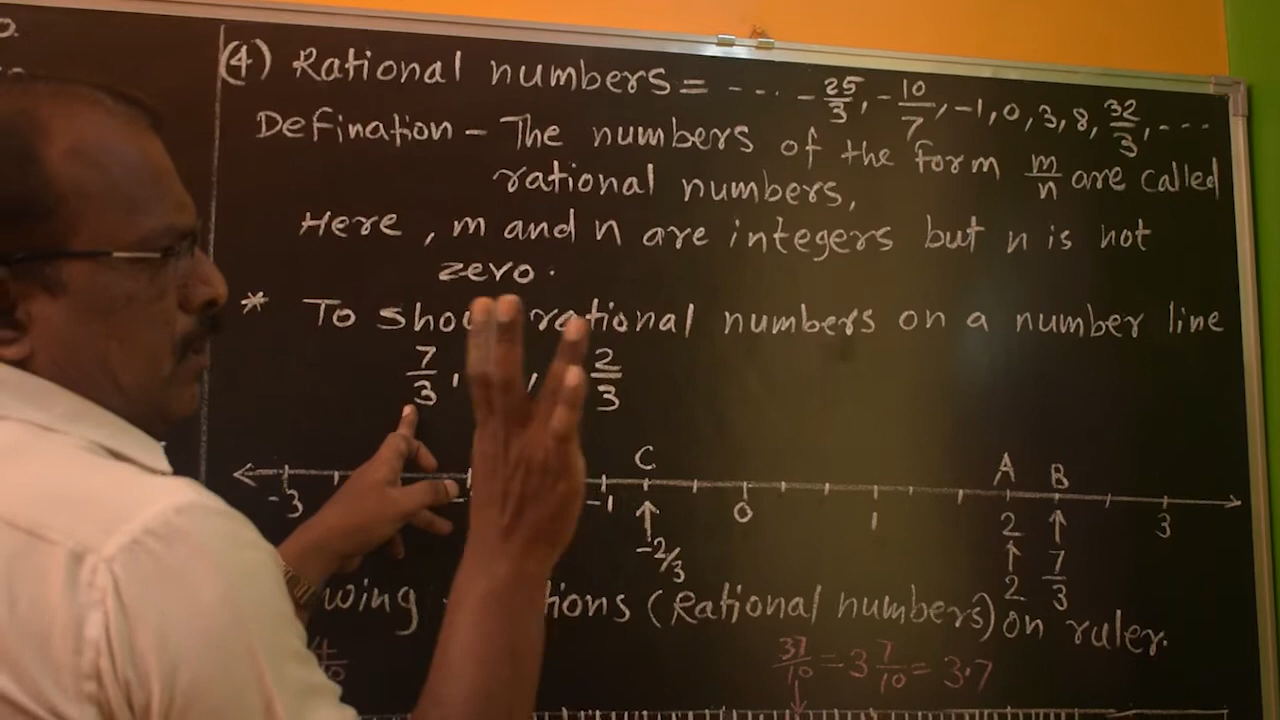 (4) Rational numbers = ---- -25/3, -10/7, -1, 0, 3, 8, 32/3, ---
Defination - The numbers of the form m/n are called
rational numbers,
Here, m and n are integers but n is not
zero.
* To rational numbers on a number line
7/3, , 2/3
C A B
-3 -1 0 1 2 3
-2/3 2 7/3
(Rational numbers) on ruler.
37/10 = 3 7/10 = 3.7